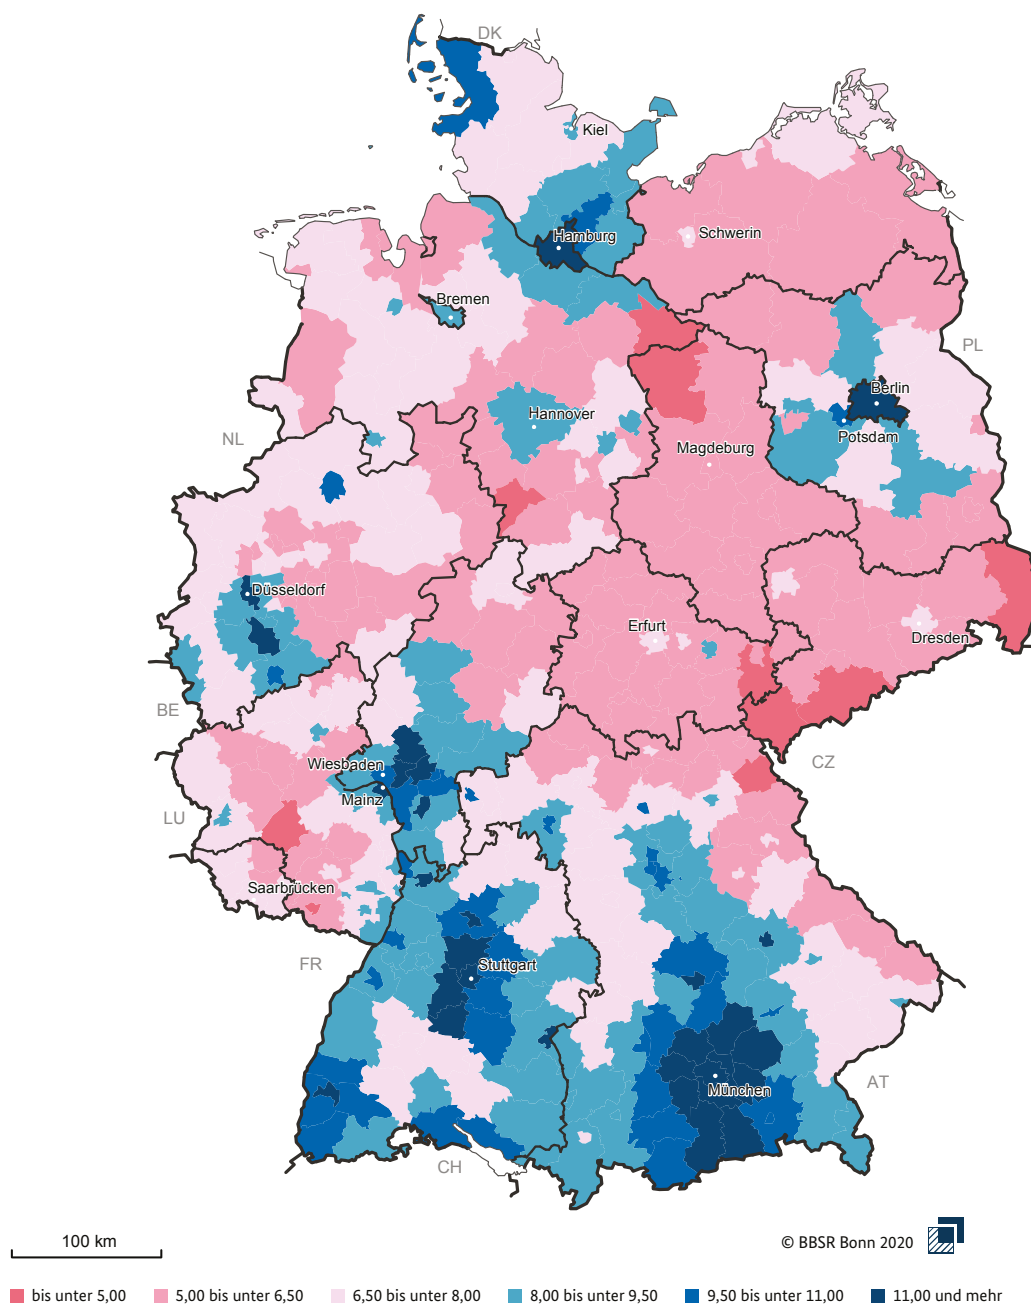 DK
Kiel
Hamburg
Schwerin
Bremen
PL
Berlin
Hannover
Potsdam
NL
Magdeburg
Düsseldorf
Erfurt
Dresden
BE
Wiesbaden
CZ
Mainz
LU
Saarbrücken
FR
Stuttgart
AT
München
CH
100 km
© BBSR Bonn 2020
bis unter 5,00 5,00 bis unter 6,50 6,50 bis unter 8,00 8,00 bis unter 9,50 9,50 bis unter 11,00 11,00 und mehr